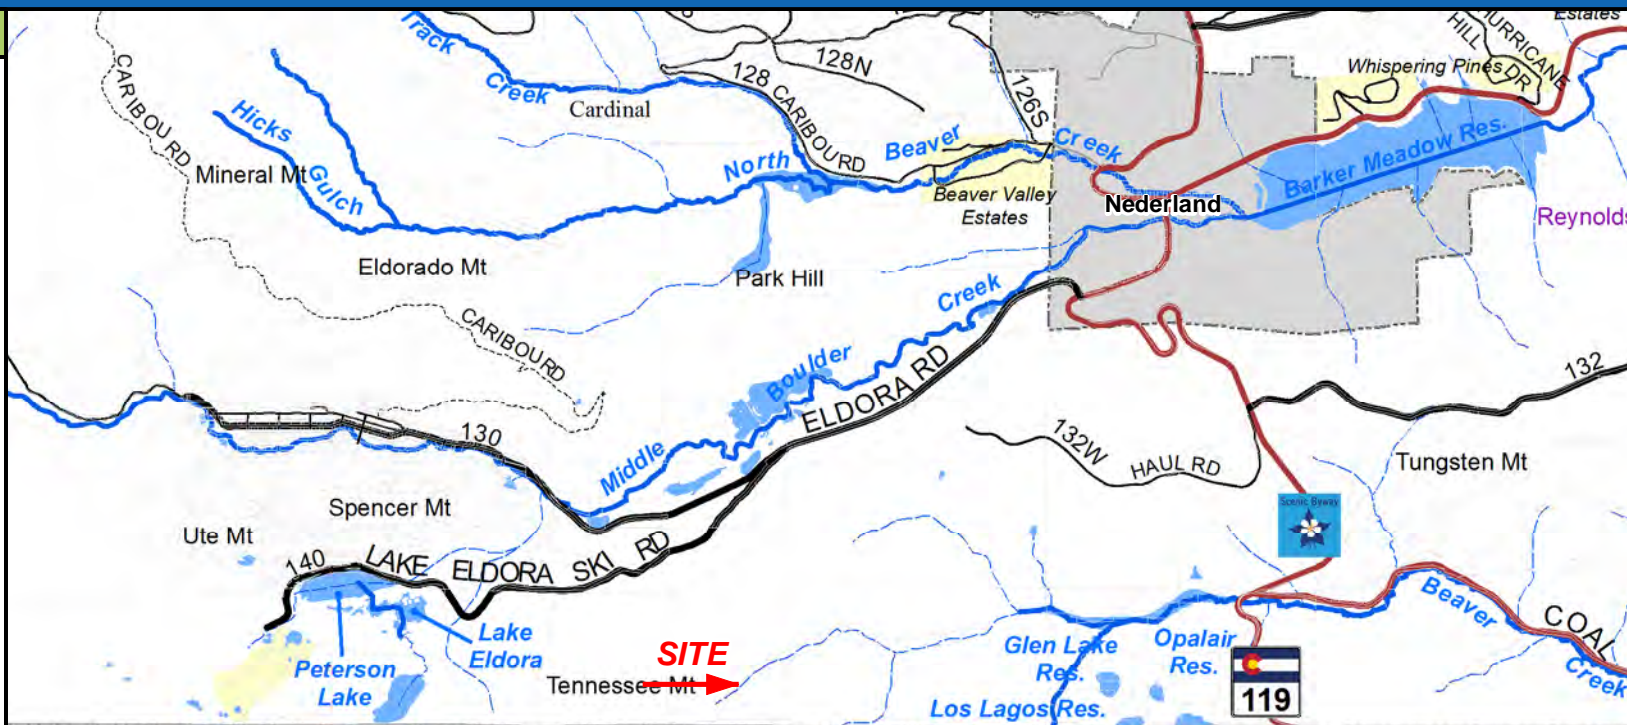 Track
Creek
128
128N
CARIBOU RD
126S
HURRICANE
HILL
DR
Estates
Whispering Pines
CARIBOU RD
Hicks
Gulch
Cardinal
Mineral Mt
North
Beaver
Creek
Beaver Valley
Estates
Nederland
Barker Meadow Res.
Reynolds
Eldorado Mt
Park Hill
CARIBOU RD
Middle
Boulder
Creek
ELDORA RD
132
130
132W
HAUL RD
Tungsten Mt
Spencer Mt
Ute Mt
Scenic Byway
140
LAKE ELDORA SKI RD
Beaver
Creek
COAL
Lake
Eldora
Peterson
Lake
SITE
Tennessee Mt
Glen Lake
Res.
Opalair
Res.
Los Lagos Res.
119